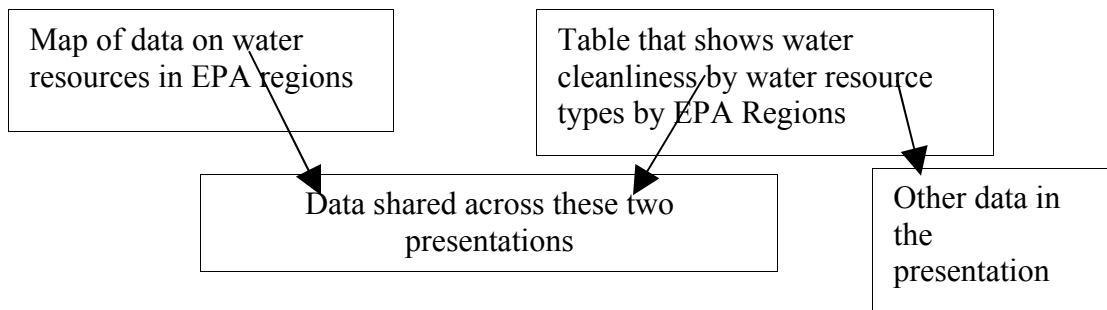 Map of data on water
resources in EPA regions
Table that shows water
cleanliness by water resource
types by EPA Regions
Data shared across these two
presentations
Other data in
the
presentation